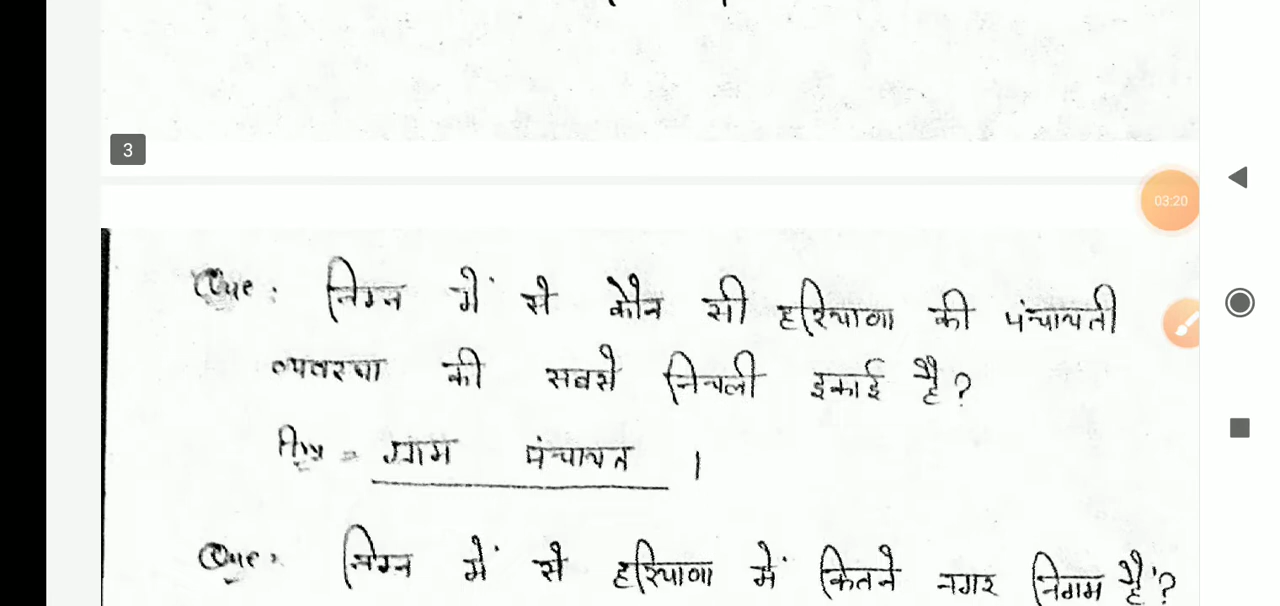 3
03:20
Que: निम्न में से कौन सी हरियाणा की पंचायती
व्यवस्था की सबसे निचली इकाई है?
Ans = ग्राम पंचायत ।
Que: निम्न में से हरियाणा में कितने नगर निगम हैं?